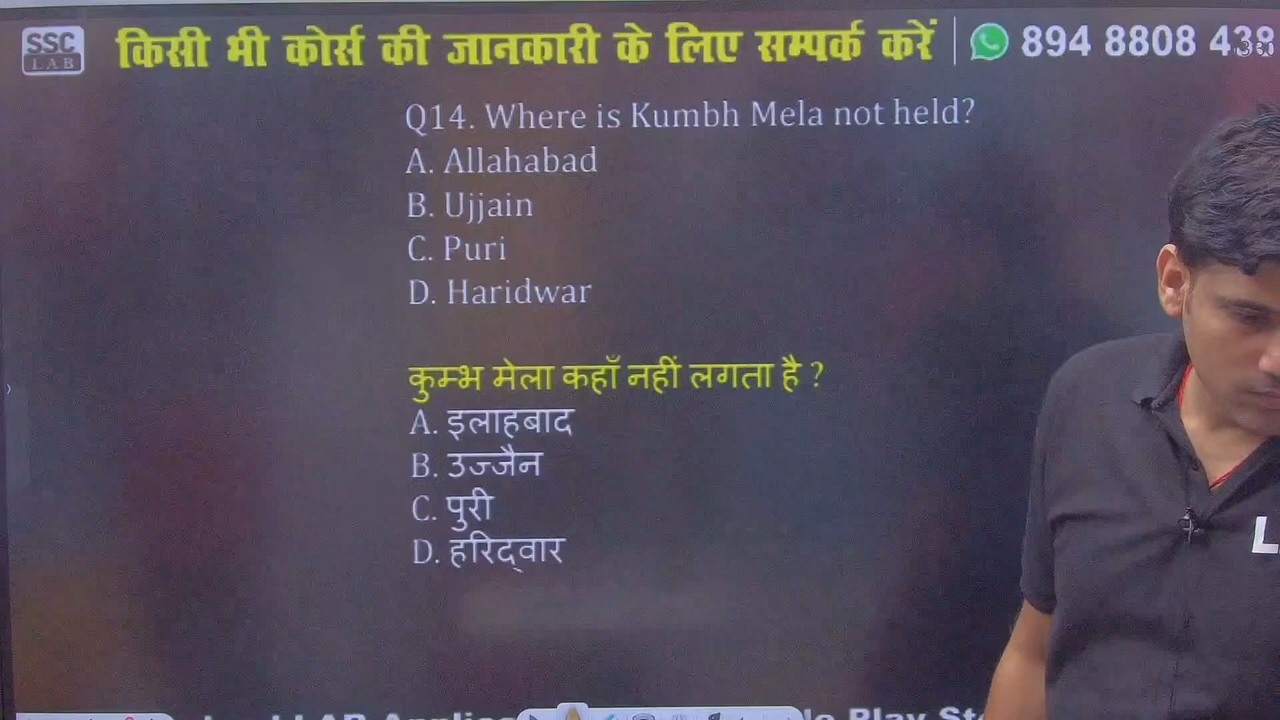 SSC
LAB
किसी भी कोर्स की जानकारी के लिए सम्पर्क करें
894 8808 438
Q14. Where is Kumbh Mela not held?
A. Allahabad
B. Ujjain
C. Puri
D. Haridwar
कुम्भ मेला कहाँ नहीं लगता है ?
A. इलाहबाद
B. उज्जैन
C. पुरी
D. हरिद्वार
L